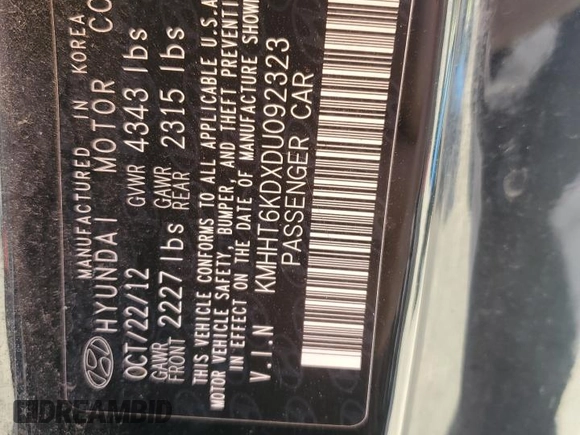 MANUFACTURED IN KOREA
HYUNDAI MOTOR CO
OCT/22/12 GVWR 4343 lbs
GAWR FRONT 2227 lbs GAWR REAR 2315 lbs
THIS VEHICLE CONFORMS TO ALL APPLICABLE U.S.A
MOTOR VEHICLE SAFETY, BUMPER, AND THEFT PREVENTI
IN EFFECT ON THE DATE OF MANUFACTURE SHOWN
V.I.N KMHHT6KDXDU092323
PASSENGER CAR
DREAMBID